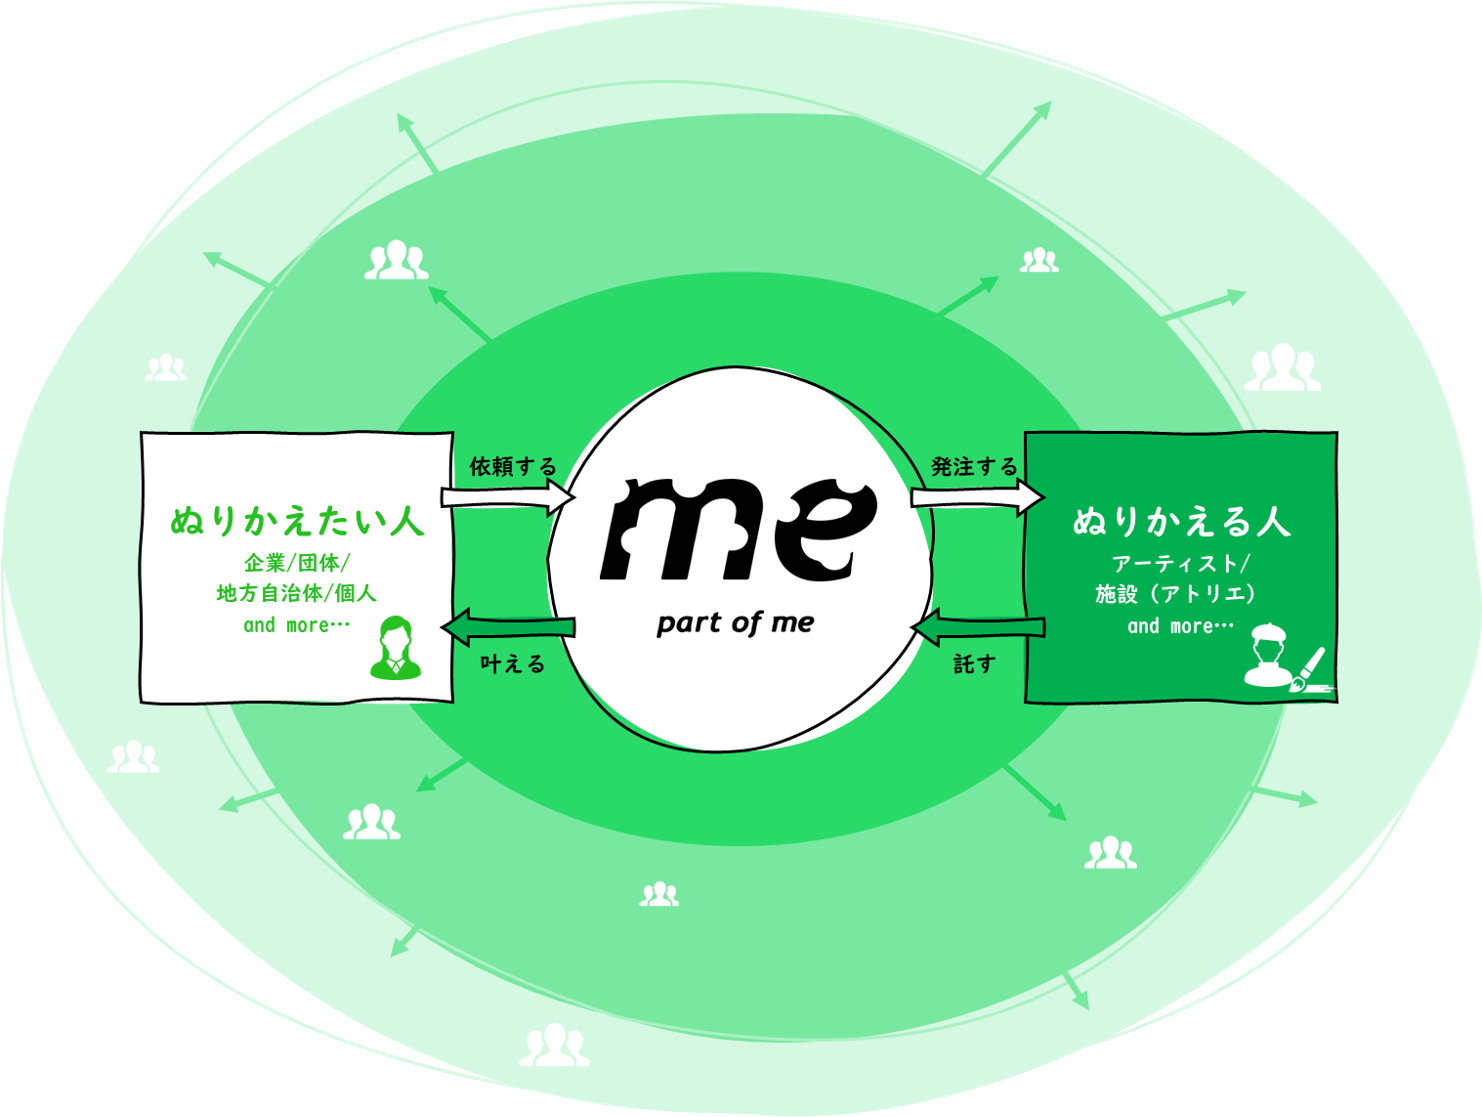 依頼する
発注する
ぬりかえたい人
企業/団体/
地方自治体/個人
and more…
me
part of me
ぬりかえる人
アーティスト/
施設（アトリエ）
and more…
叶える
託す